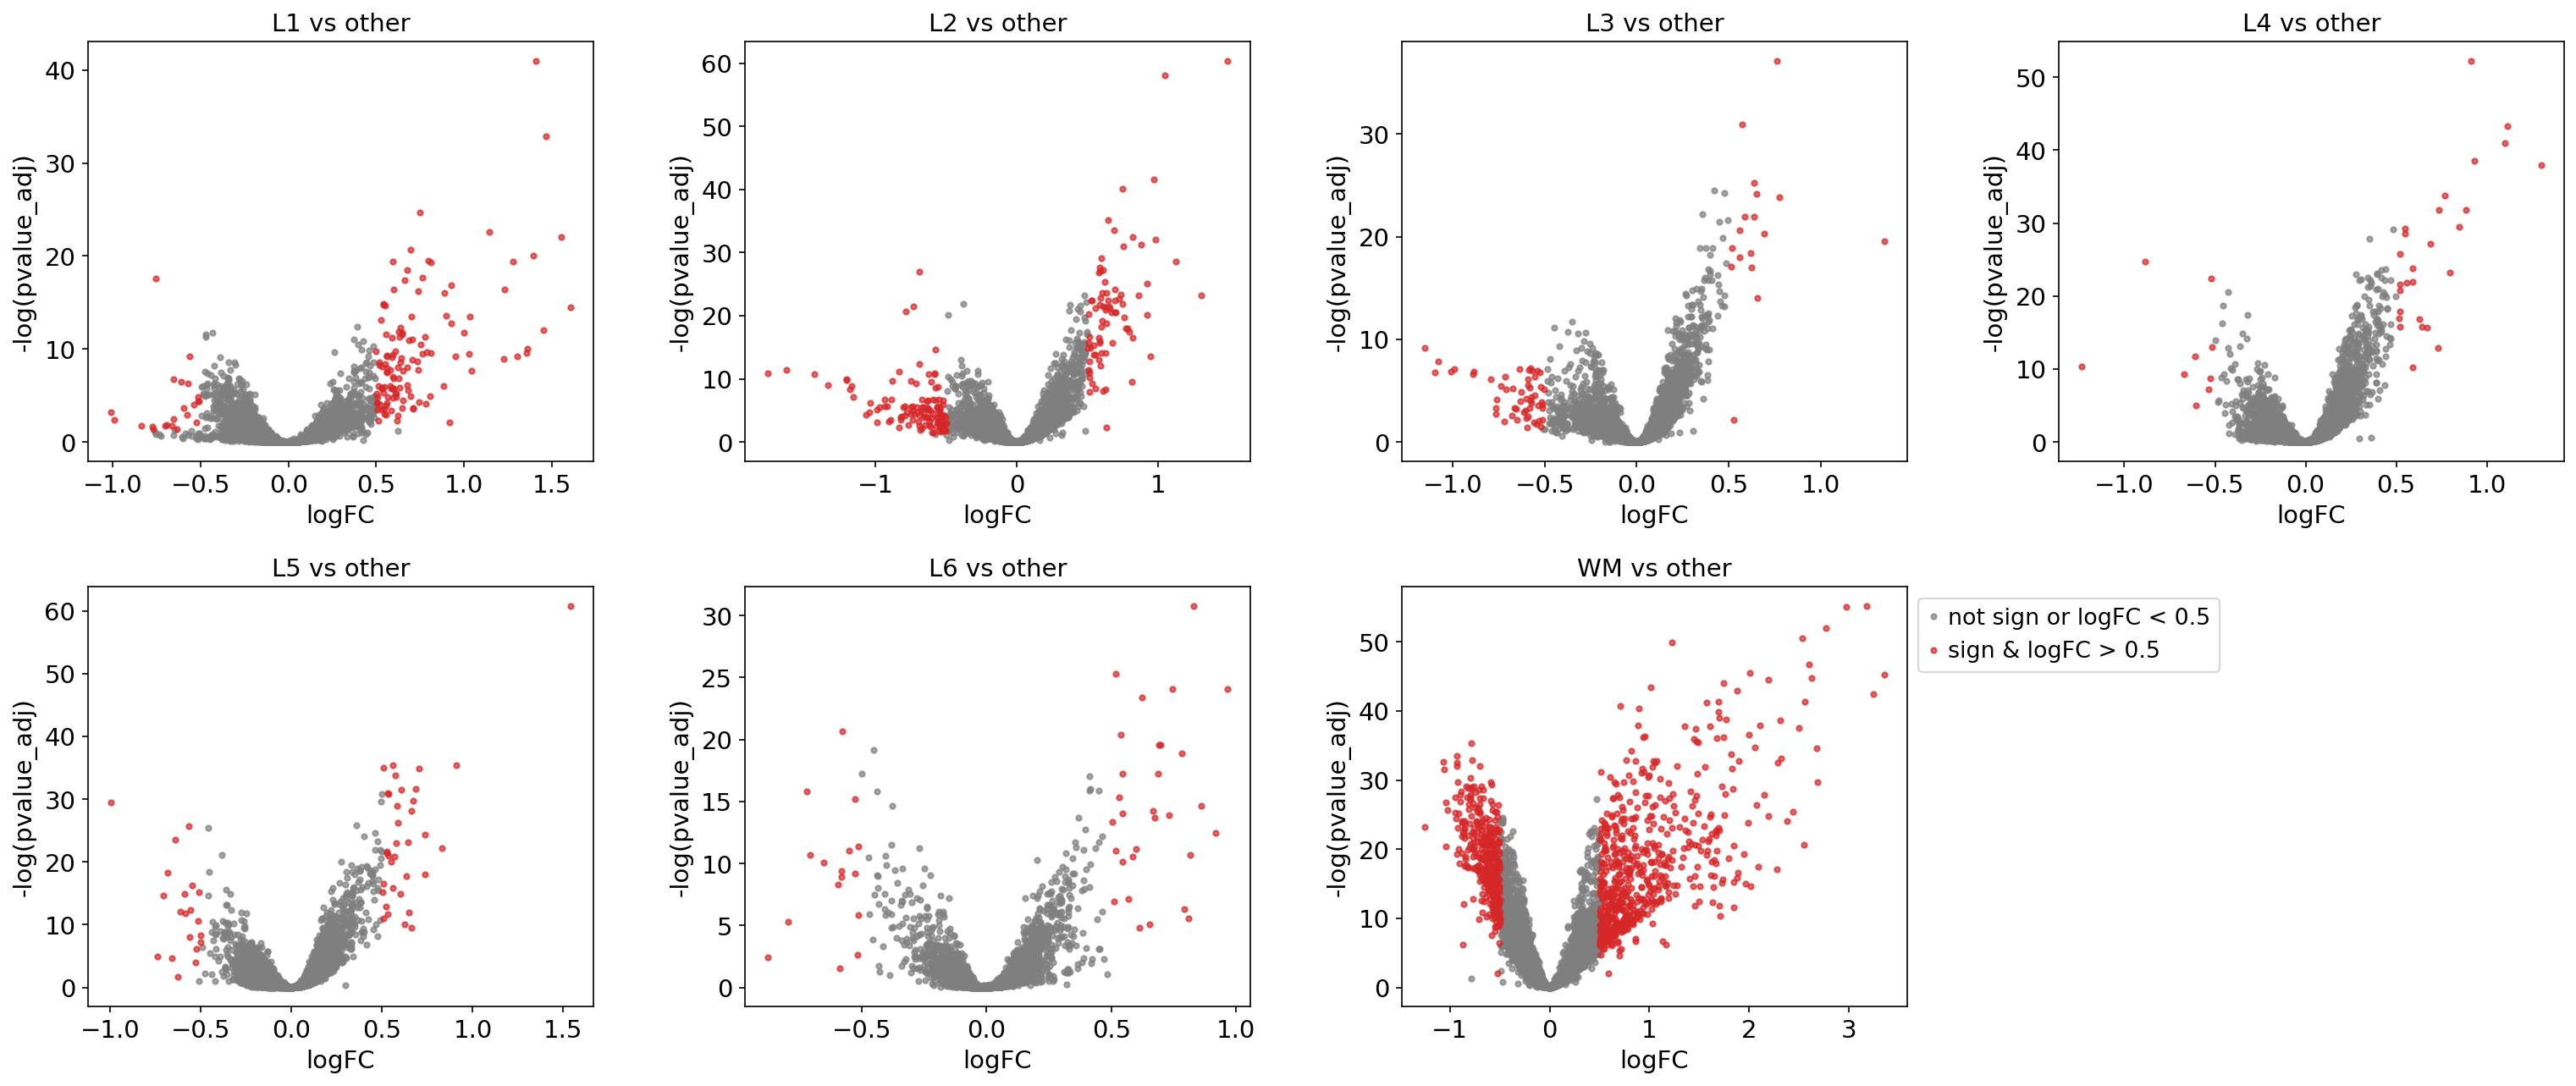 L1 vs other
40
30
20
10
0
-log(pvalue_adj)
−1.0 −0.5 0.0 0.5 1.0 1.5
logFC
L2 vs other
60
50
40
30
20
10
0
-log(pvalue_adj)
−1 0 1
logFC
L3 vs other
30
20
10
0
-log(pvalue_adj)
−1.0 −0.5 0.0 0.5 1.0
logFC
L4 vs other
50
40
30
20
10
0
-log(pvalue_adj)
−1.0 −0.5 0.0 0.5 1.0
logFC
L5 vs other
60
50
40
30
20
10
0
-log(pvalue_adj)
−1.0 −0.5 0.0 0.5 1.0 1.5
logFC
L6 vs other
30
25
20
15
10
5
0
-log(pvalue_adj)
−0.5 0.0 0.5 1.0
logFC
WM vs other
50
40
30
20
10
0
-log(pvalue_adj)
−1 0 1 2 3
logFC
not sign or logFC < 0.5
sign & logFC > 0.5